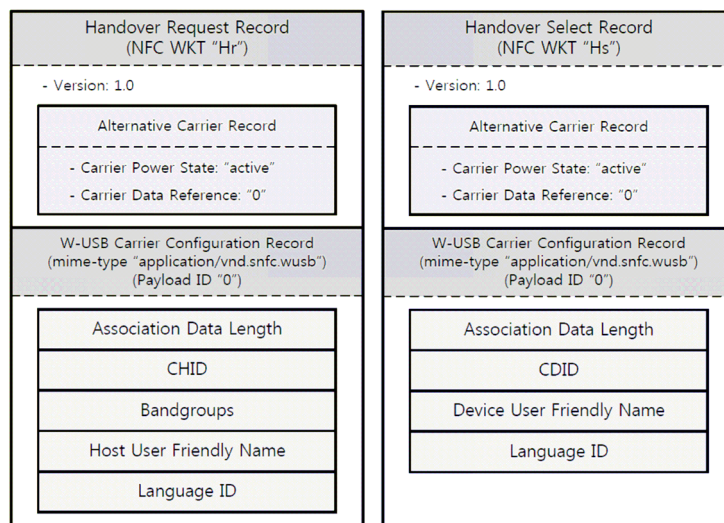 Handover Request Record
(NFC WKT "Hr")
- Version: 1.0
Alternative Carrier Record
- Carrier Power State: "active"
- Carrier Data Reference: "0"
W-USB Carrier Configuration Record
(mime-type "application/vnd.snfc.wusb")
(Payload ID "0")
Association Data Length
CHID
Bandgroups
Host User Friendly Name
Language ID
Handover Select Record
(NFC WKT "Hs")
- Version: 1.0
Alternative Carrier Record
- Carrier Power State: "active"
- Carrier Data Reference: "0"
W-USB Carrier Configuration Record
(mime-type "application/vnd.snfc.wusb")
(Payload ID "0")
Association Data Length
CDID
Device User Friendly Name
Language ID